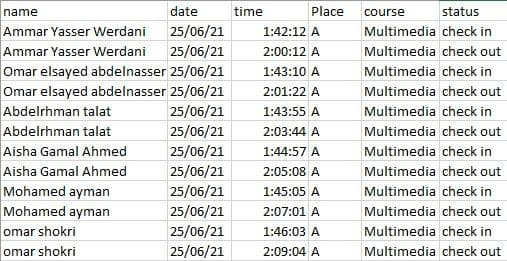 name date time Place course status
Ammar Yasser Werdani 25/06/21 1:42:12 A Multimedia check in
Ammar Yasser Werdani 25/06/21 2:00:12 A Multimedia check out
Omar elsayed abdelnasser 25/06/21 1:43:10 A Multimedia check in
Omar elsayed abdelnasser 25/06/21 2:01:22 A Multimedia check out
Abdelrhman talat 25/06/21 1:43:55 A Multimedia check in
Abdelrhman talat 25/06/21 2:03:44 A Multimedia check out
Aisha Gamal Ahmed 25/06/21 1:44:57 A Multimedia check in
Aisha Gamal Ahmed 25/06/21 2:05:08 A Multimedia check out
Mohamed ayman 25/06/21 1:45:05 A Multimedia check in
Mohamed ayman 25/06/21 2:07:01 A Multimedia check out
omar shokri 25/06/21 1:46:03 A Multimedia check in
omar shokri 25/06/21 2:09:04 A Multimedia check out